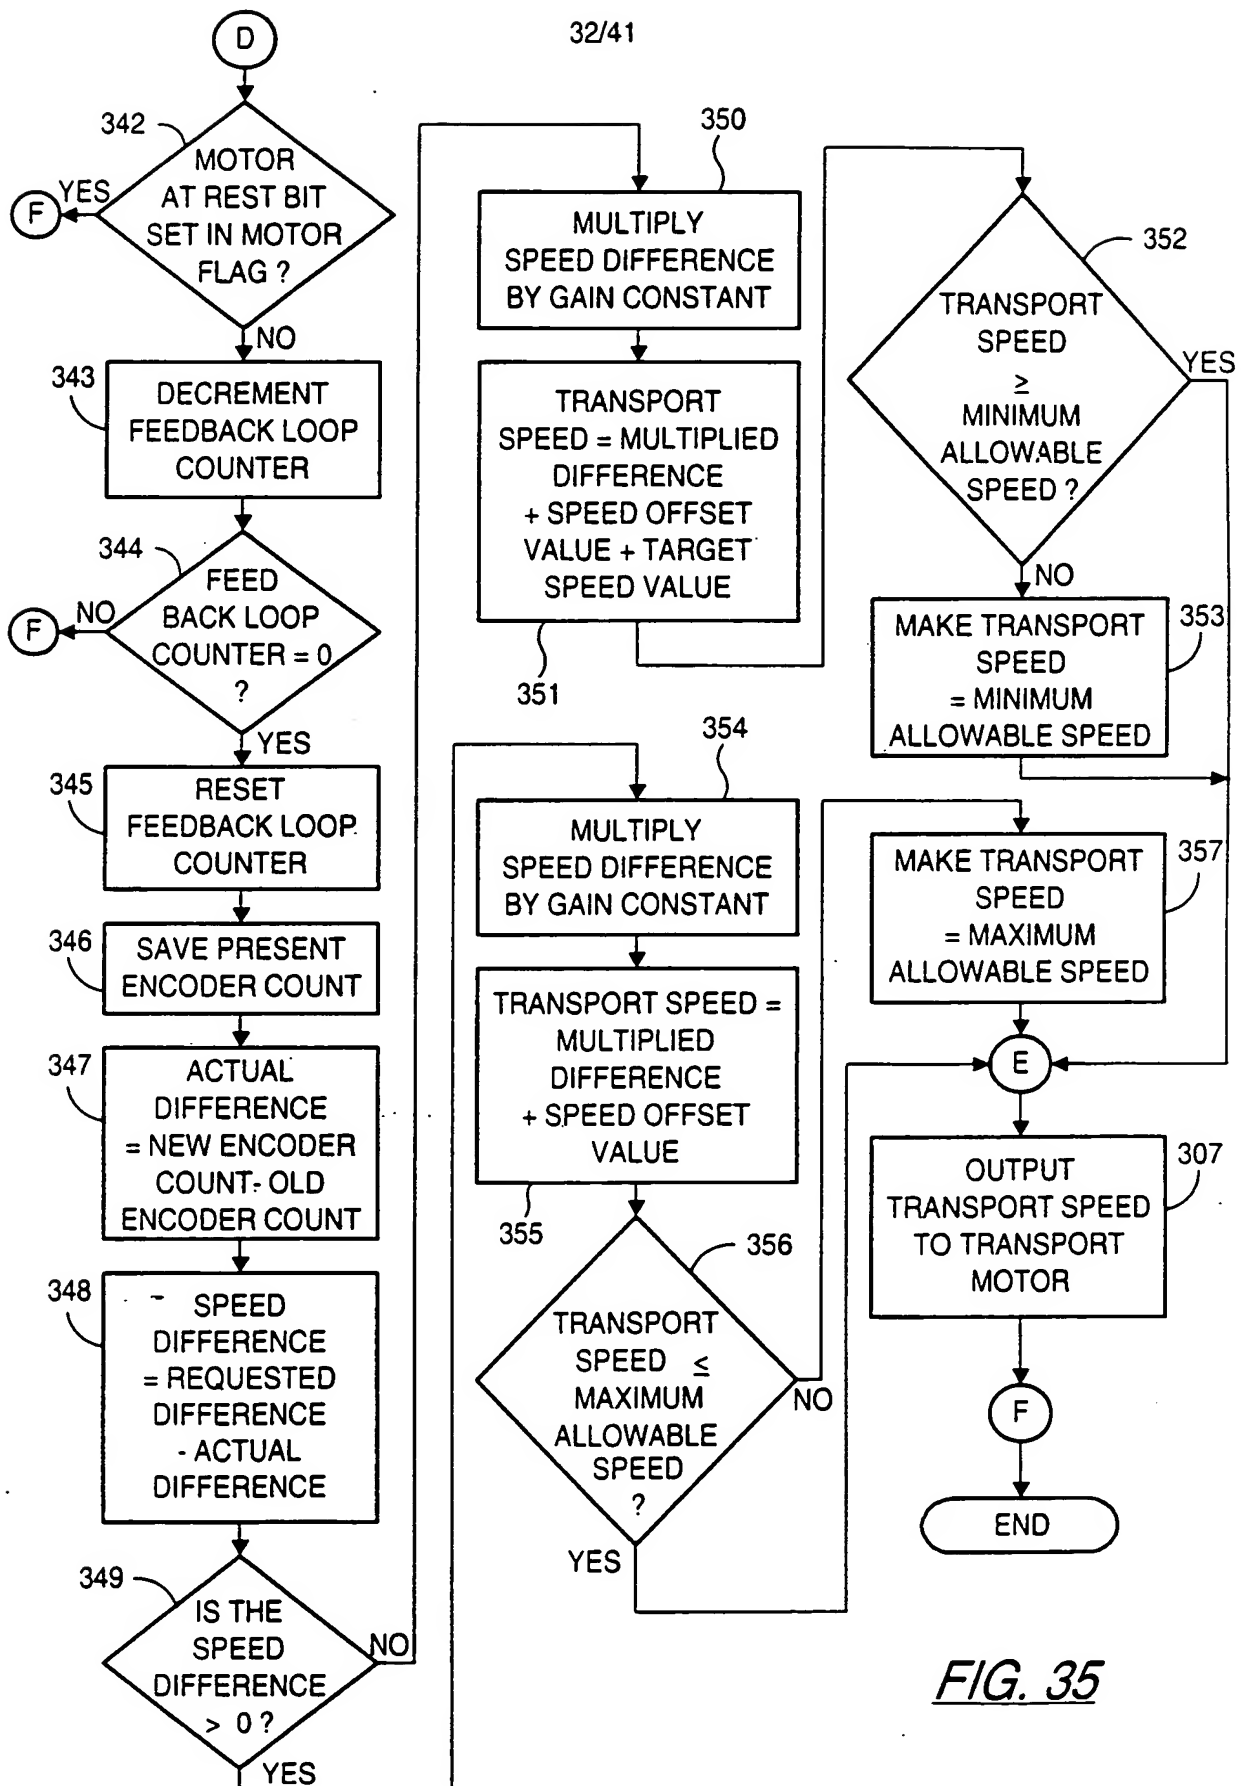 32/41
D
342
MOTOR
AT REST BIT
SET IN MOTOR
FLAG ?
YES
F
NO
343
DECREMENT
FEEDBACK LOOP
COUNTER
344
FEED
BACK LOOP
COUNTER = 0
?
NO
F
YES
345
RESET
FEEDBACK LOOP
COUNTER
346
SAVE PRESENT
ENCODER COUNT
347
ACTUAL
DIFFERENCE
= NEW ENCODER
COUNT- OLD
ENCODER COUNT
348
SPEED
DIFFERENCE
= REQUESTED
DIFFERENCE
- ACTUAL
DIFFERENCE
349
IS THE
SPEED
DIFFERENCE
> 0 ?
NO
YES
350
MULTIPLY
SPEED DIFFERENCE
BY GAIN CONSTANT
TRANSPORT
SPEED = MULTIPLIED
DIFFERENCE
+ SPEED OFFSET
VALUE + TARGET
SPEED VALUE
351
352
TRANSPORT
SPEED
≥
MINIMUM
ALLOWABLE
SPEED ?
YES
NO
353
MAKE TRANSPORT
SPEED
= MINIMUM
ALLOWABLE SPEED
354
MULTIPLY
SPEED DIFFERENCE
BY GAIN CONSTANT
TRANSPORT SPEED =
MULTIPLIED
DIFFERENCE
+ SPEED OFFSET
VALUE
355
356
TRANSPORT
SPEED ≤
MAXIMUM
ALLOWABLE
SPEED
?
NO
YES
357
MAKE TRANSPORT
SPEED
= MAXIMUM
ALLOWABLE SPEED
E
307
OUTPUT
TRANSPORT SPEED
TO TRANSPORT
MOTOR
F
END
FIG. 35